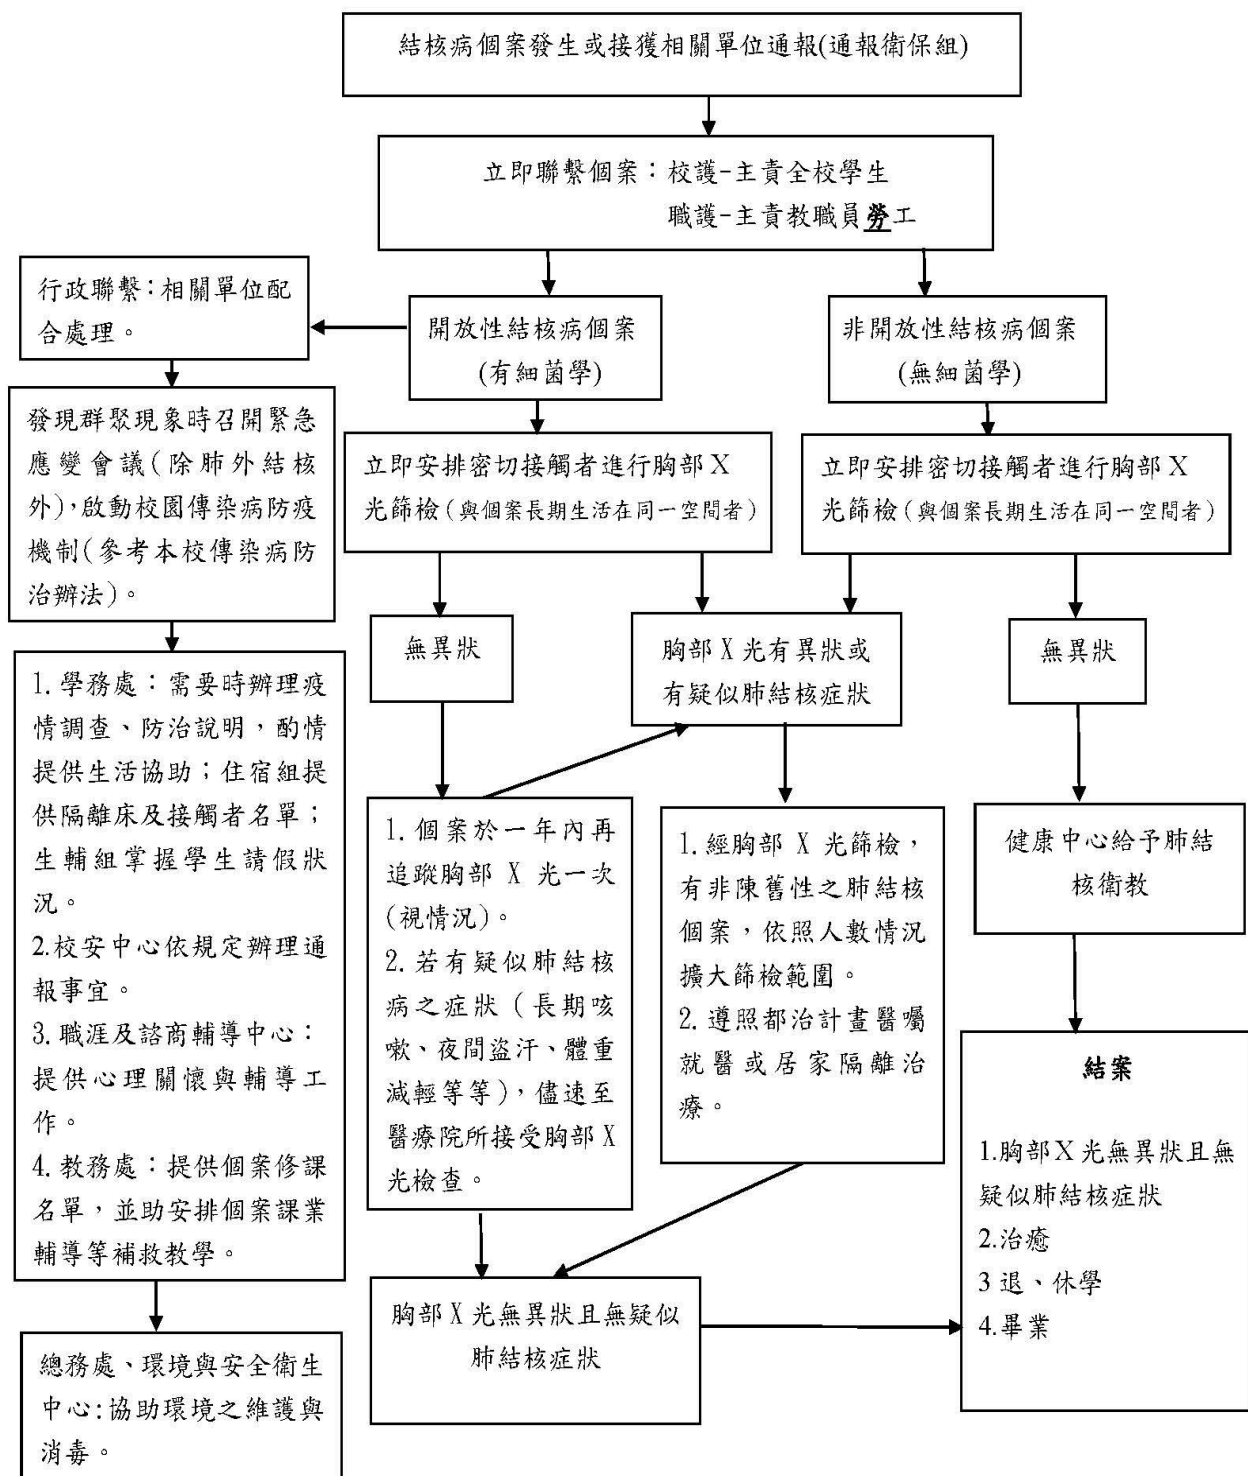 結核病個案發生或接獲相關單位通報(通報衛保組)
立即聯繫個案：校護-主責全校學生
職護-主責教職員勞工
行政聯繫：相關單位配
合處理。
開放性結核病個案
(有細菌學)
非開放性結核病個案
(無細菌學)
發現群聚現象時召開緊急
應變會議(除肺外結核
外)，啟動校園傳染病防疫
機制(參考本校傳染病防
治辦法)。
立即安排密切接觸者進行胸部 X
光篩檢(與個案長期生活在同一空間者)
立即安排密切接觸者進行胸部 X
光篩檢(與個案長期生活在同一空間者)
無異狀
胸部 X 光有異狀或
有疑似肺結核症狀
無異狀
1. 學務處：需要時辦理疫
情調查、防治說明，酌情
提供生活協助；住宿組提
供隔離床及接觸者名單；
生輔組掌握學生請假狀
況。
2.校安中心依規定辦理通
報事宜。
3. 職涯及諮商輔導中心：
提供心理關懷與輔導工
作。
4. 教務處：提供個案修課
名單，並助安排個案課業
輔導等補救教學。
1. 個案於一年內再
追蹤胸部 X 光一次
(視情況)。
2. 若有疑似肺結核
病之症狀（長期咳
嗽、夜間盜汗、體重
減輕等等)，儘速至
醫療院所接受胸部 X
光檢查。
1. 經胸部 X 光篩檢，
有非陳舊性之肺結核
個案，依照人數情況
擴大篩檢範圍。
2. 遵照都治計畫醫囑
就醫或居家隔離治
療。
健康中心給予肺結
核衛教
結案
1.胸部 X 光無異狀且無
疑似肺結核症狀
2.治癒
3 退、休學
4.畢業
胸部 X 光無異狀且無疑似
肺結核症狀
總務處、環境與安全衛生
中心:協助環境之維護與
消毒。